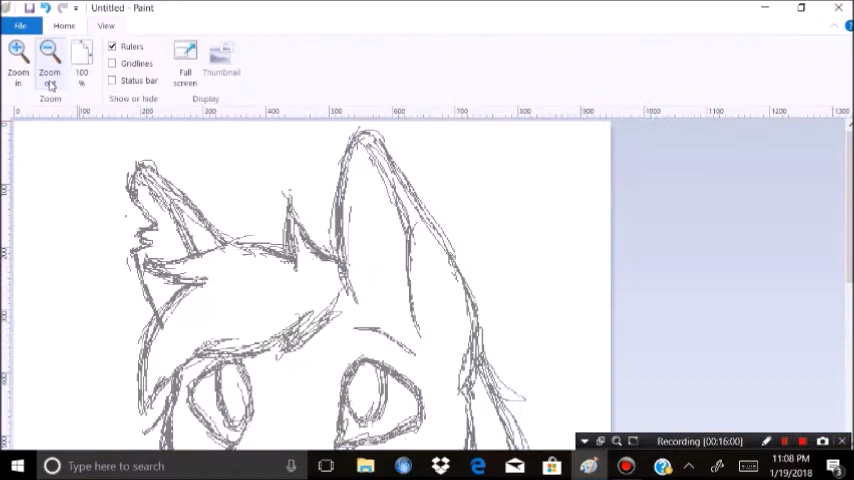 Untitled - Paint
File Home View
Zoom in
Zoom out
100 %
Rulers
Gridlines
Status bar
Full screen
Thumbnail
Zoom
Show or hide
Display
0 100 200 300 400 500 600 700 800 900 1000 1100 1200 1300
Recording [00:16:00]
Type here to search
11:08 PM
1/19/2018